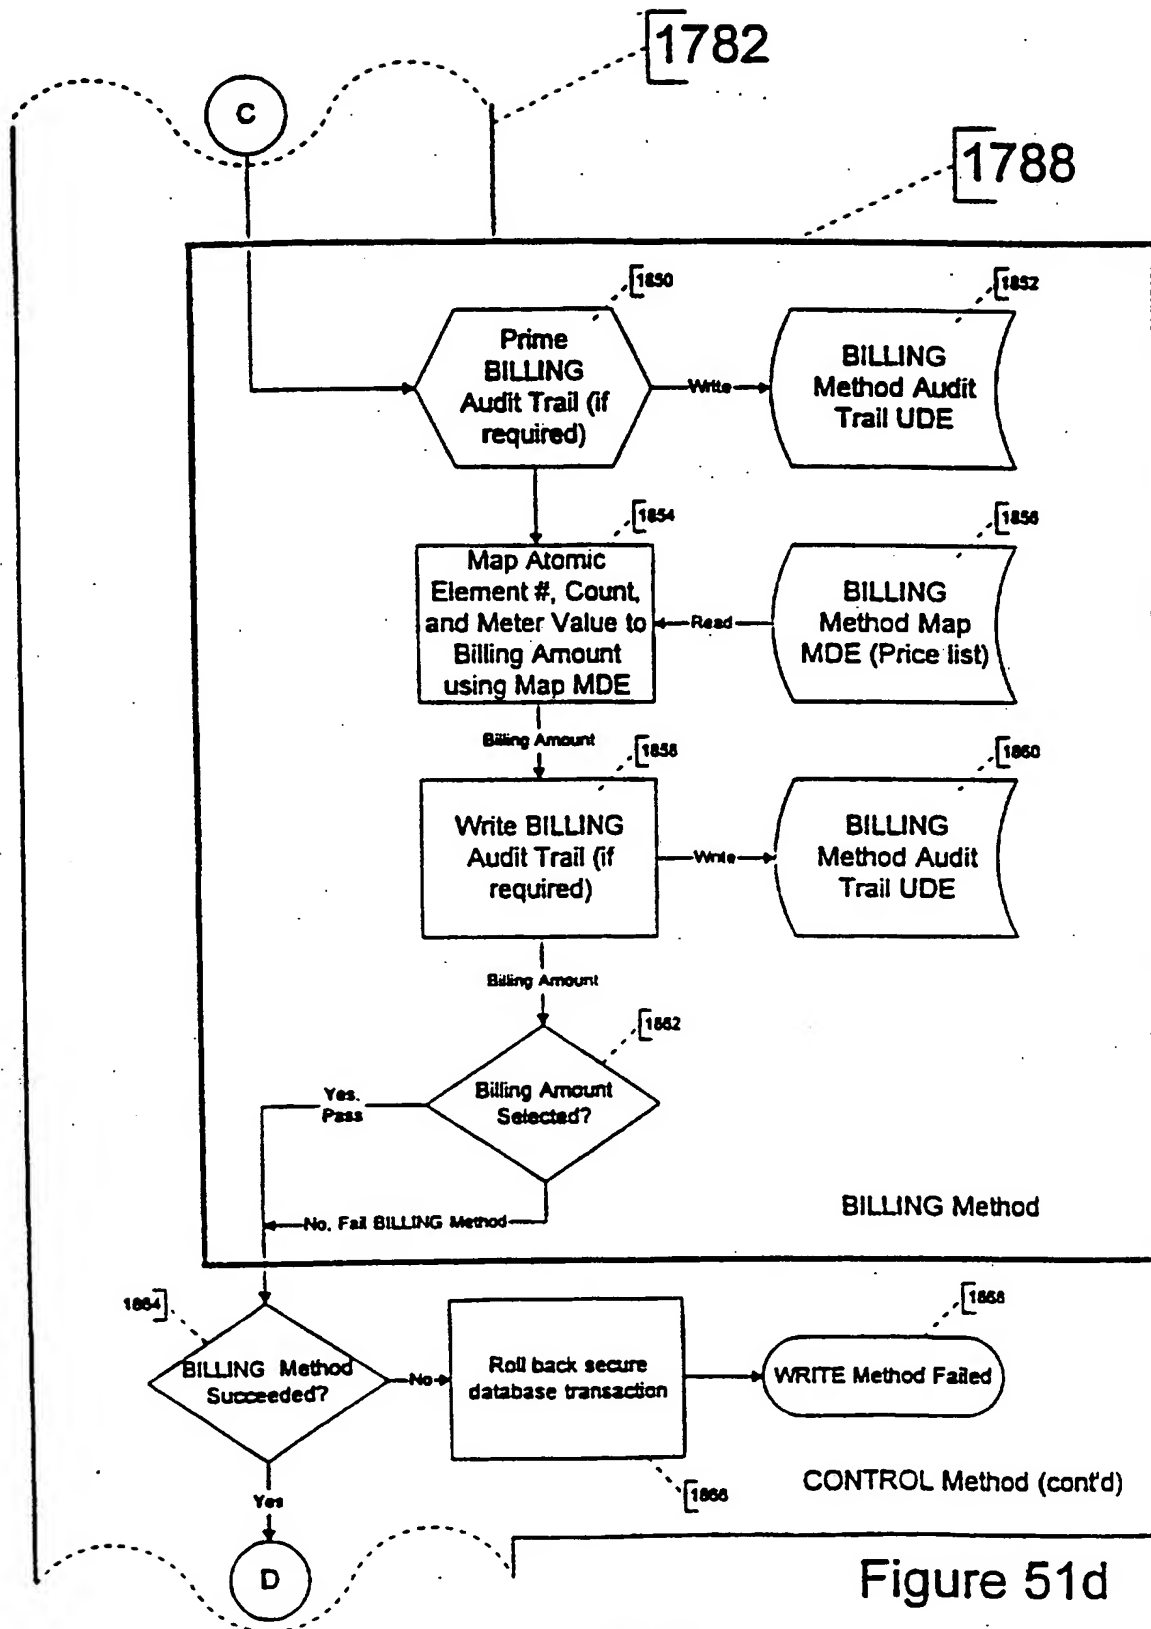 1782
C
1788
1850
1852
Prime
BILLING
Audit Trail (if
required)
Write
BILLING
Method Audit
Trail UDE
1854
1856
Map Atomic
Element #, Count,
and Meter Value to
Billing Amount
using Map MDE
Read
BILLING
Method Map
MDE (Price list)
Billing Amount
1858
1860
Write BILLING
Audit Trail (if
required)
Write
BILLING
Method Audit
Trail UDE
Billing Amount
1862
Billing Amount
Selected?
Yes,
Pass
No, Fail BILLING Method
BILLING Method
1864
1868
BILLING Method
Succeeded?
No
Roll back secure
database transaction
WRITE Method Failed
1866
CONTROL Method (cont'd)
Yes
D
Figure 51d